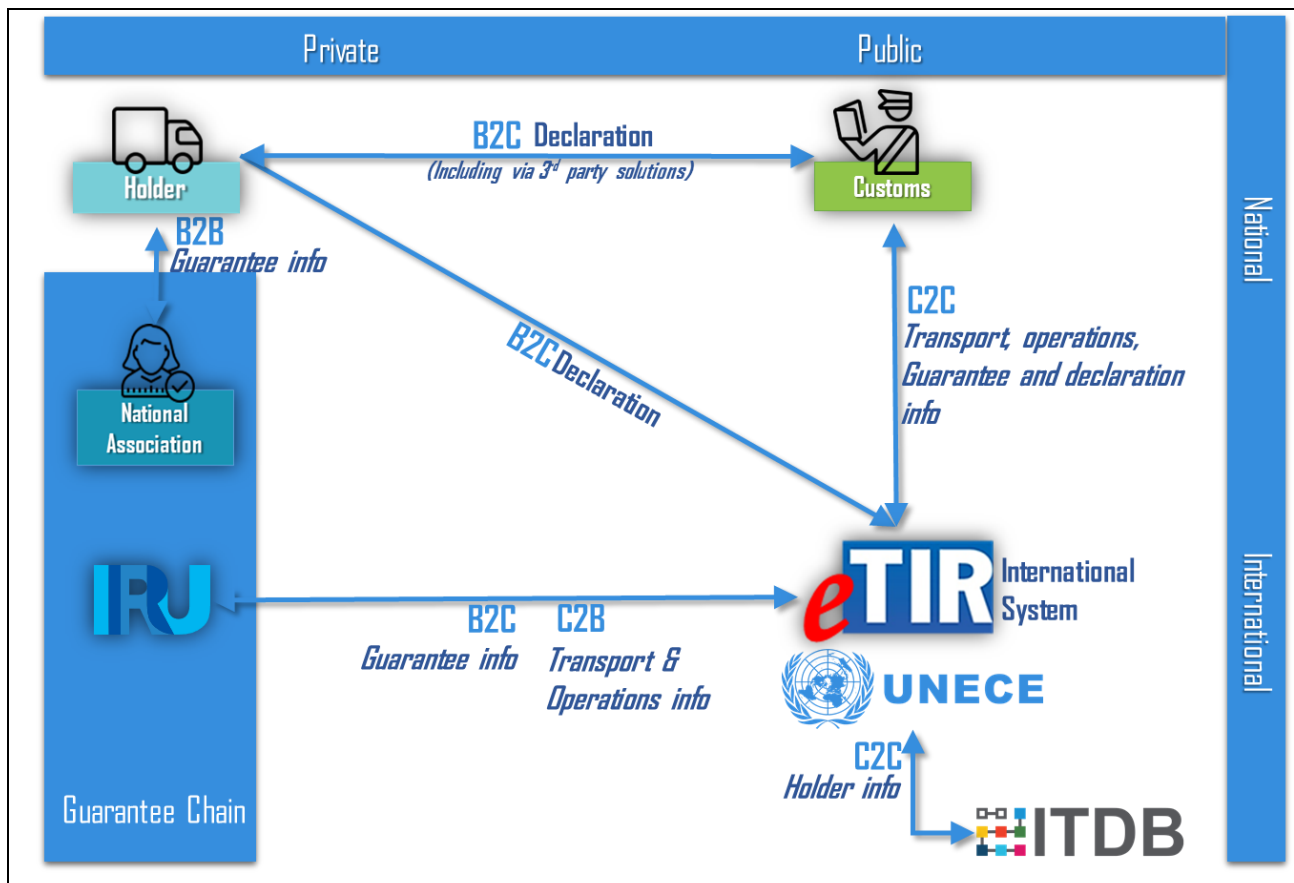 Private
Public
B2C Declaration
(Including via 3rd party solutions)
Holder
Customs
National
B2B
Guarantee info
C2C
Transport, operations,
Guarantee and declaration
info
B2C Declaration
National
Association
IRU
eTIR
International
System
International
B2C
Guarantee info
C2B
Transport &
Operations info
UNECE
C2C
Holder info
Guarantee Chain
ITDB